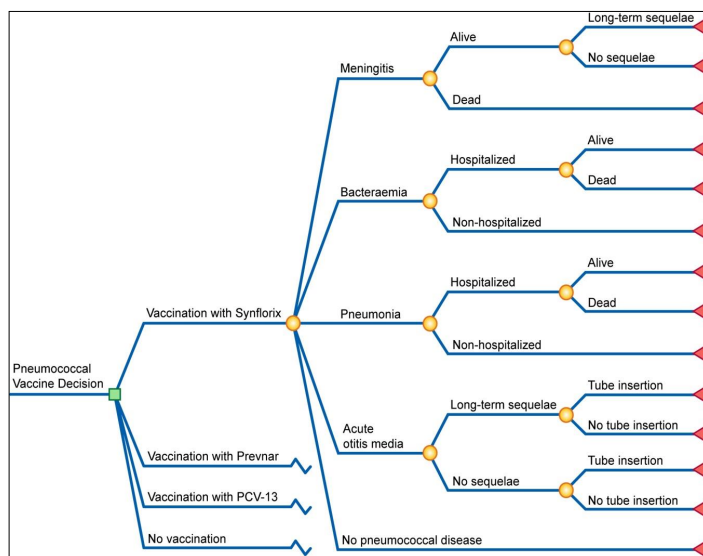 Long-term sequelae
Alive
No sequelae
Meningitis
Dead
Alive
Hospitalized
Dead
Bacteraemia
Non-hospitalized
Alive
Hospitalized
Dead
Vaccination with Synflorix
Pneumonia
Non-hospitalized
Pneumococcal
Vaccine Decision
Tube insertion
Long-term sequelae
No tube insertion
Acute
otitis media
Vaccination with Prevnar
Tube insertion
No sequelae
Vaccination with PCV-13
No tube insertion
No vaccination
No pneumococcal disease